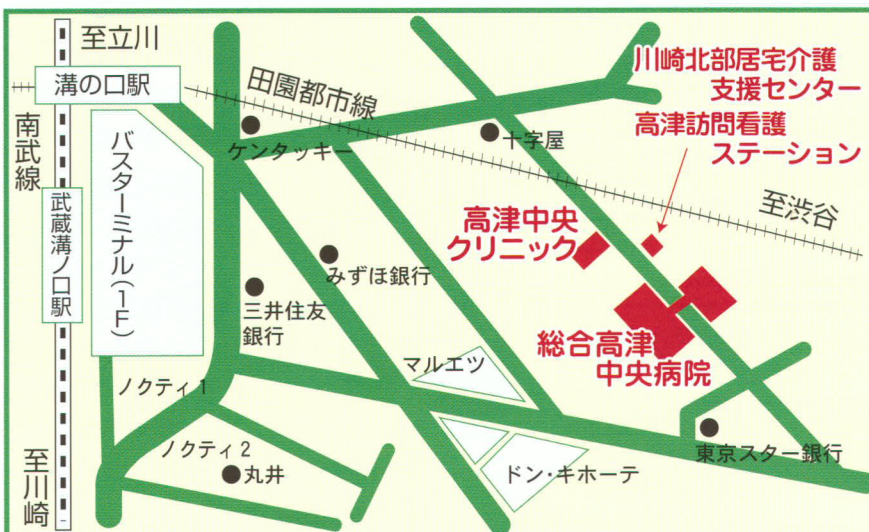 至立川
溝の口駅
南武線
武蔵溝ノ口駅
至川崎
バスターミナル(1F)
田園都市線
ケンタッキー
十字屋
川崎北部居宅介護
支援センター
高津訪問看護
ステーション
至渋谷
高津中央
クリニック
みずほ銀行
三井住友
銀行
総合高津
中央病院
マルエツ
ノクティ1
ノクティ2
丸井
ドン・キホーテ
東京スター銀行